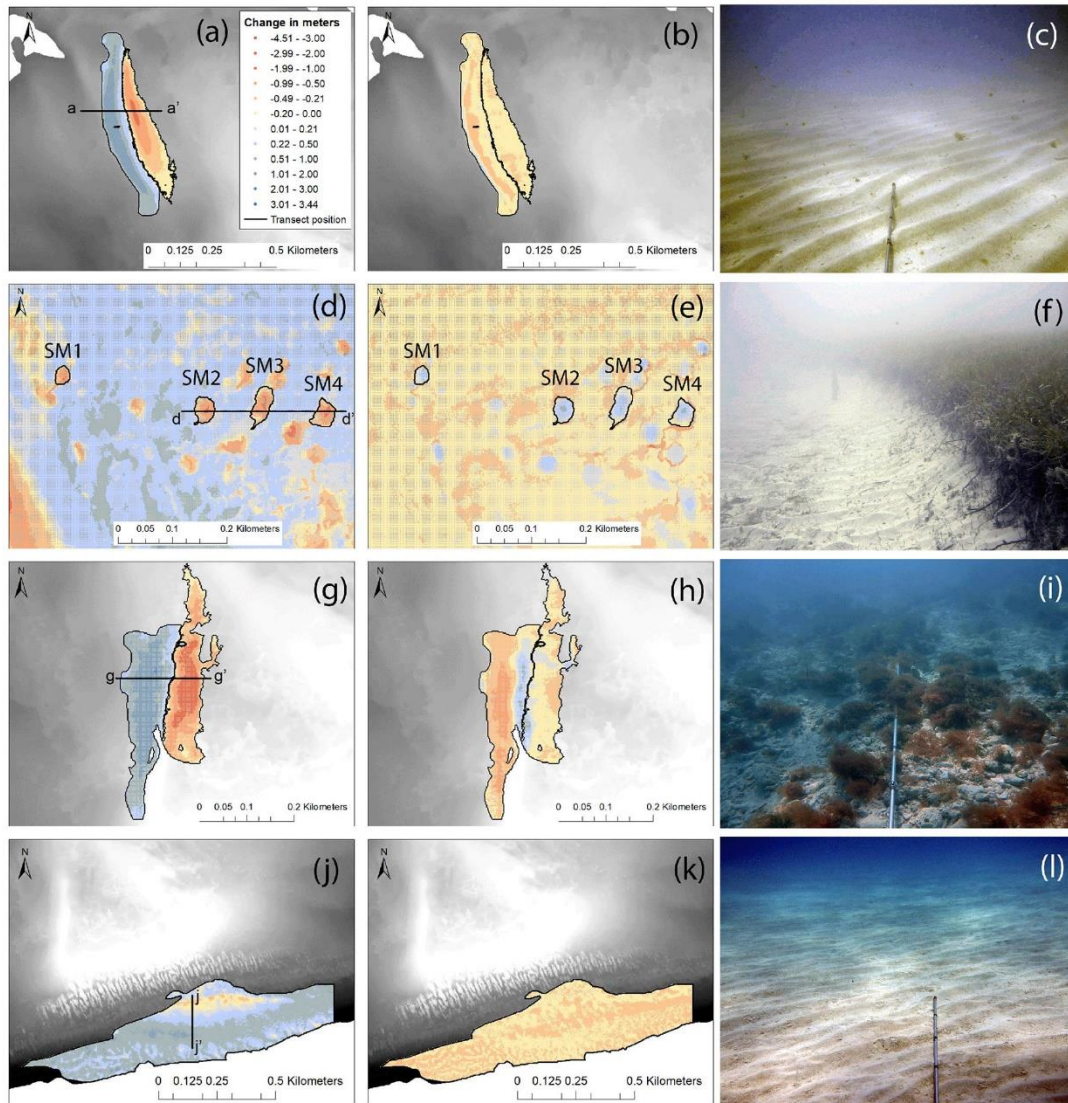 N
(a)
Change in meters
-4.51 - -3.00
-2.99 - -2.00
-1.99 - -1.00
-0.99 - -0.50
-0.49 - -0.21
-0.20 - 0.00
0.01 - 0.21
0.22 - 0.50
0.51 - 1.00
1.01 - 2.00
2.01 - 3.00
3.01 - 3.44
Transect position
a a'
0 0.125 0.25 0.5 Kilometers
N
(b)
0 0.125 0.25 0.5 Kilometers
(c)
N
(d)
SM1
SM2
SM3
SM4
d d'
0 0.05 0.1 0.2 Kilometers
N
(e)
SM1
SM2
SM3
SM4
0 0.05 0.1 0.2 Kilometers
(f)
N
(g)
g g'
0 0.05 0.1 0.2 Kilometers
N
(h)
0 0.05 0.1 0.2 Kilometers
(i)
N
(j)
j
j'
0 0.125 0.25 0.5 Kilometers
N
(k)
0 0.125 0.25 0.5 Kilometers
(l)